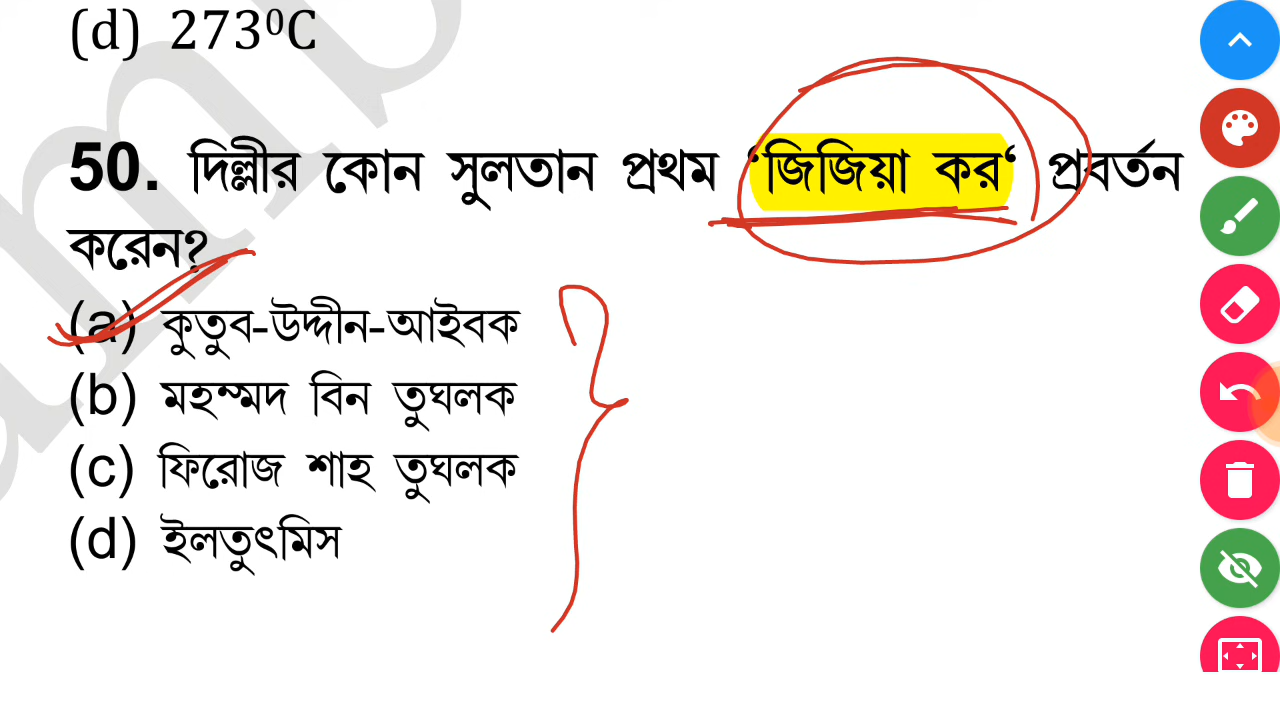 (d) 273⁰C
50. দিল্লীর কোন সুলতান প্রথম ‘জিজিয়া কর‘ প্রবর্তন
করেন?
(a) কুতুব-উদ্দীন-আইবক
(b) মহম্মদ বিন তুঘলক
(c) ফিরোজ শাহ তুঘলক
(d) ইলতুৎমিস